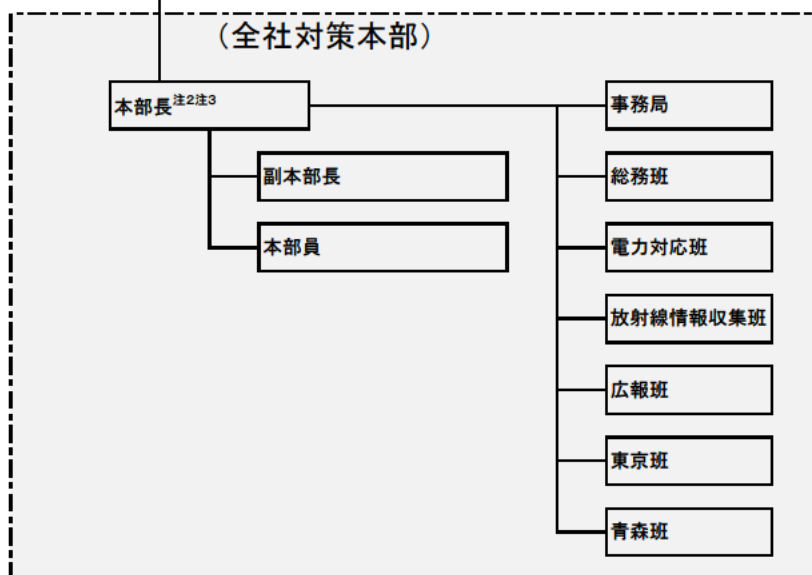 （全社対策本部）
本部長注2注3
事務局
副本部長
総務班
本部員
電力対応班
放射線情報収集班
広報班
東京班
青森班